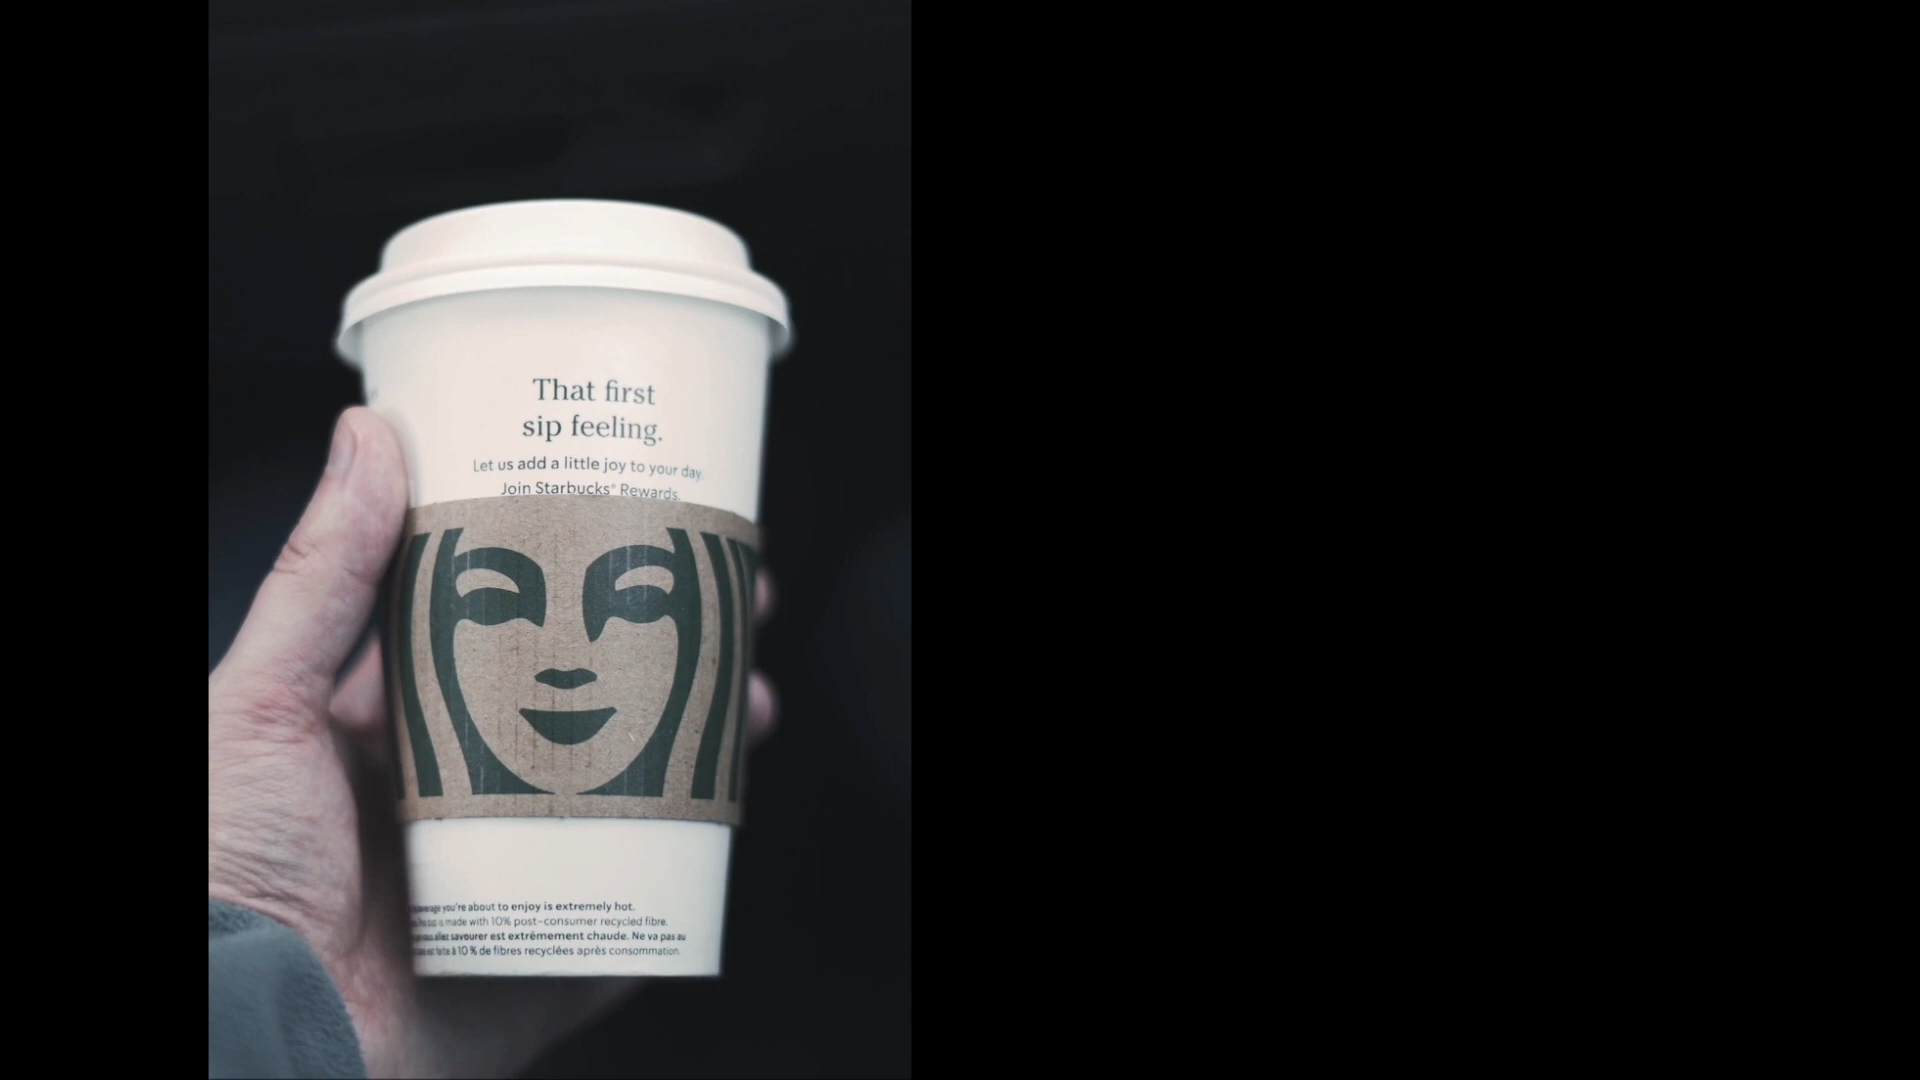 That first
sip feeling.
Let us add a little joy to your day.
Join Starbucks® Rewards.
you're about to enjoy is extremely hot.
is made with 10% post-consumer recycled fibre.
allez savourer est extrêmement chaude. Ne va pas au
à 10 % de fibres recyclées après consommation.